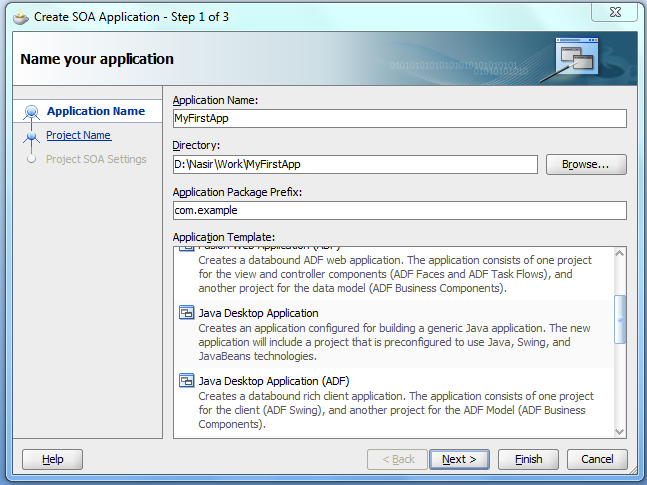 Create SOA Application - Step 1 of 3
Name your application
Application Name
Project Name
Project SOA Settings
Application Name:
MyFirstApp
Directory:
D:\Nasir\Work\MyFirstApp
Browse...
Application Package Prefix:
com.example
Application Template:
Fusion Web Application (ADF)
Creates a databound ADF web application. The application consists of one project
for the view and controller components (ADF Faces and ADF Task Flows), and
another project for the data model (ADF Business Components).
Java Desktop Application
Creates an application configured for building a generic Java application. The new
application will include a project that is preconfigured to use Java, Swing, and
JavaBeans technologies.
Java Desktop Application (ADF)
Creates a databound rich client application. The application consists of one project
for the client (ADF Swing), and another project for the ADF Model (ADF Business
Components).
Help
< Back
Next >
Finish
Cancel